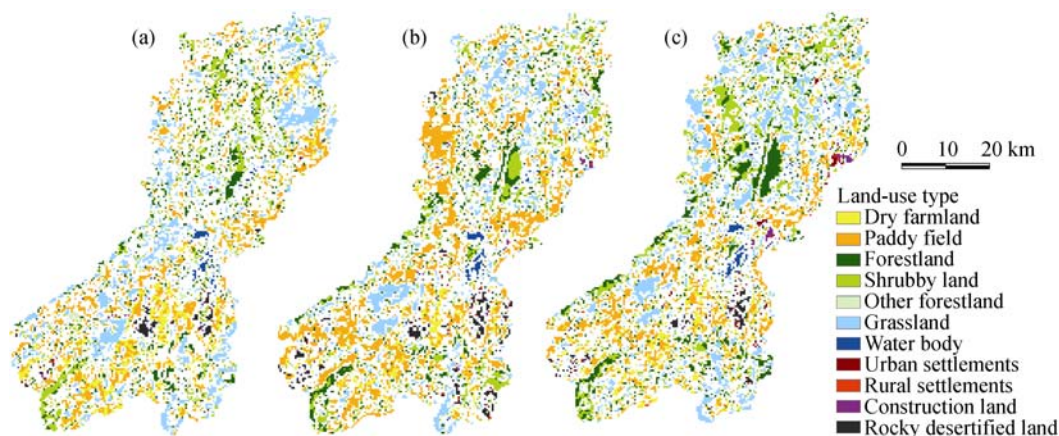 (a)
(b)
(c)
0 10 20 km
Land-use type
Dry farmland
Paddy field
Forestland
Shrubby land
Other forestland
Grassland
Water body
Urban settlements
Rural settlements
Construction land
Rocky desertified land